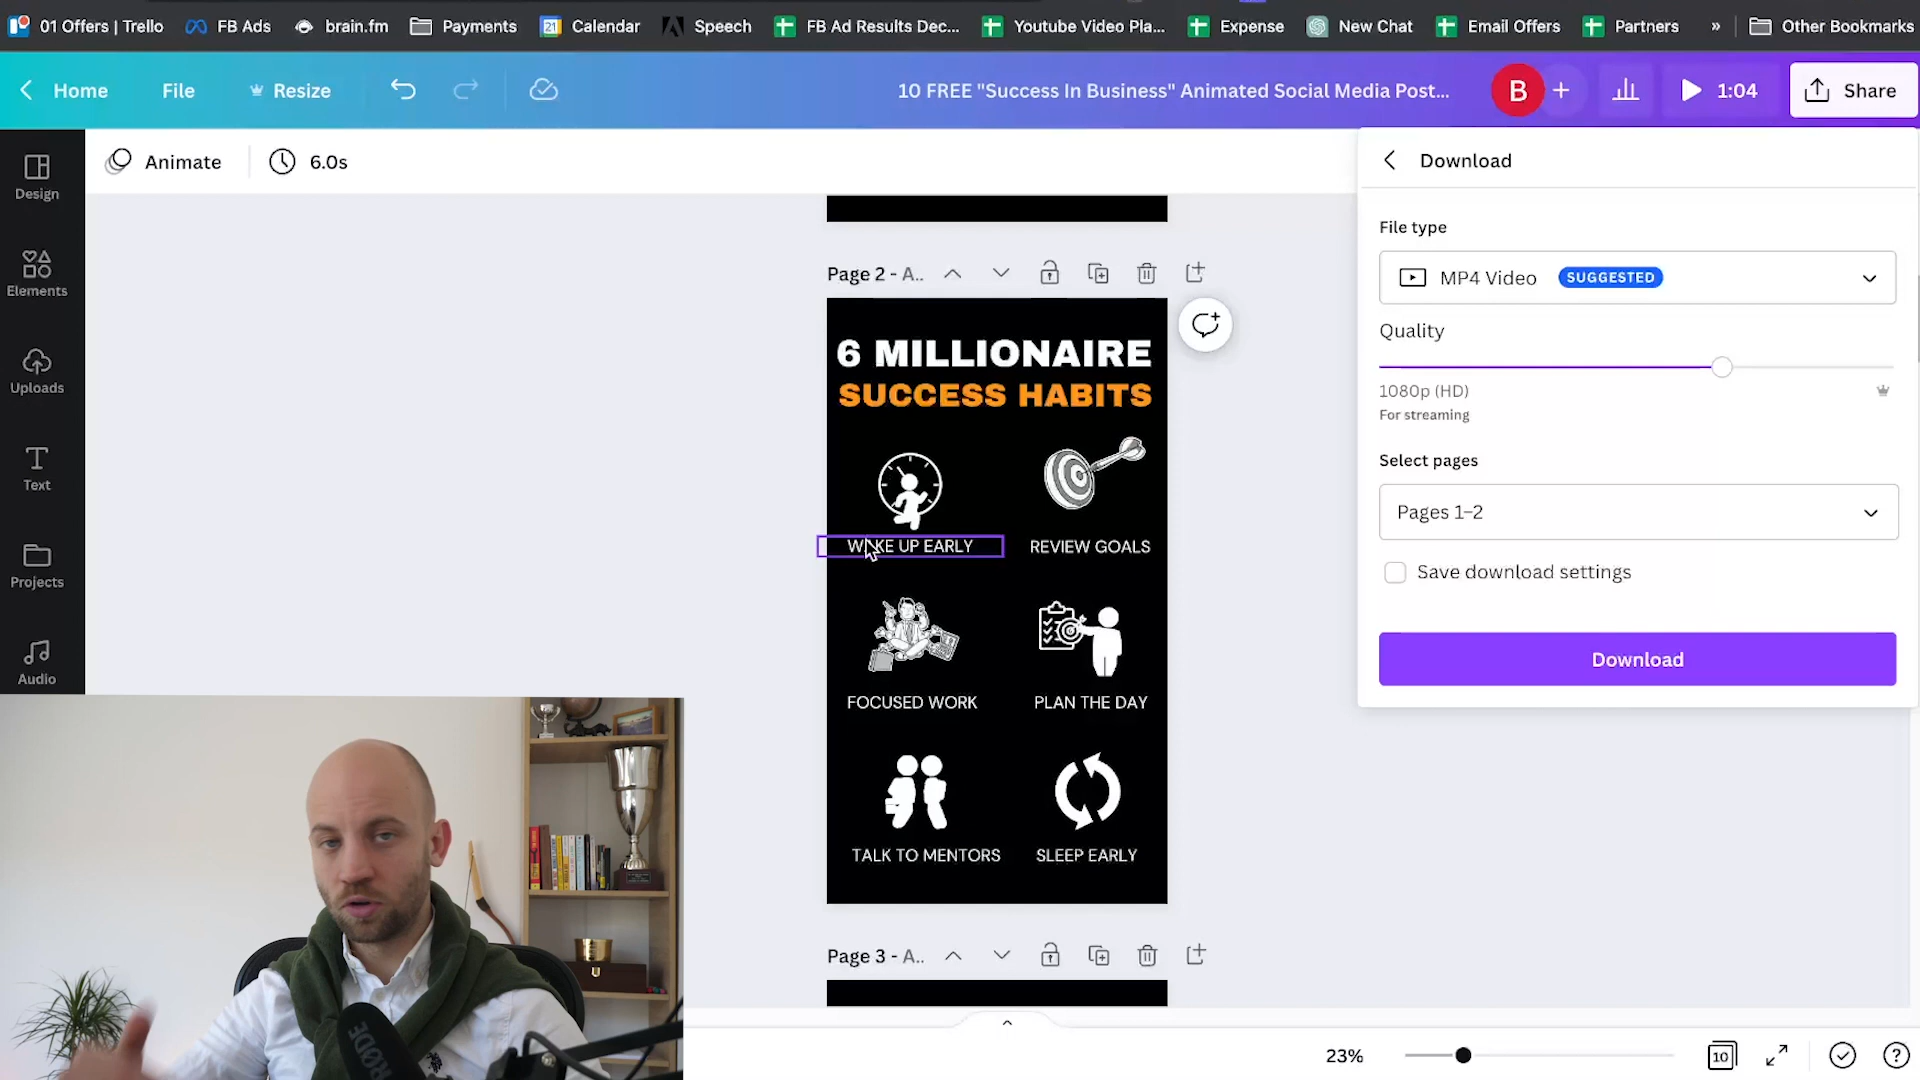 01 Offers | Trello
FB Ads
brain.fm
Payments
21
Calendar
Speech
FB Ad Results Dec...
Youtube Video Pla...
Expense
New Chat
Email Offers
Partners
»
Other Bookmarks
Home
File
Resize
10 FREE "Success In Business" Animated Social Media Post...
B
+
1:04
Share
Animate
6.0s
Design
Elements
Uploads
Text
Projects
Audio
Page 2 - A..
6 MILLIONAIRE
SUCCESS HABITS
WAKE UP EARLY
REVIEW GOALS
FOCUSED WORK
PLAN THE DAY
TALK TO MENTORS
SLEEP EARLY
Page 3 - A..
Download
File type
MP4 Video
SUGGESTED
Quality
1080p (HD)
For streaming
Select pages
Pages 1–2
Save download settings
Download
RØDE
23%
10
?